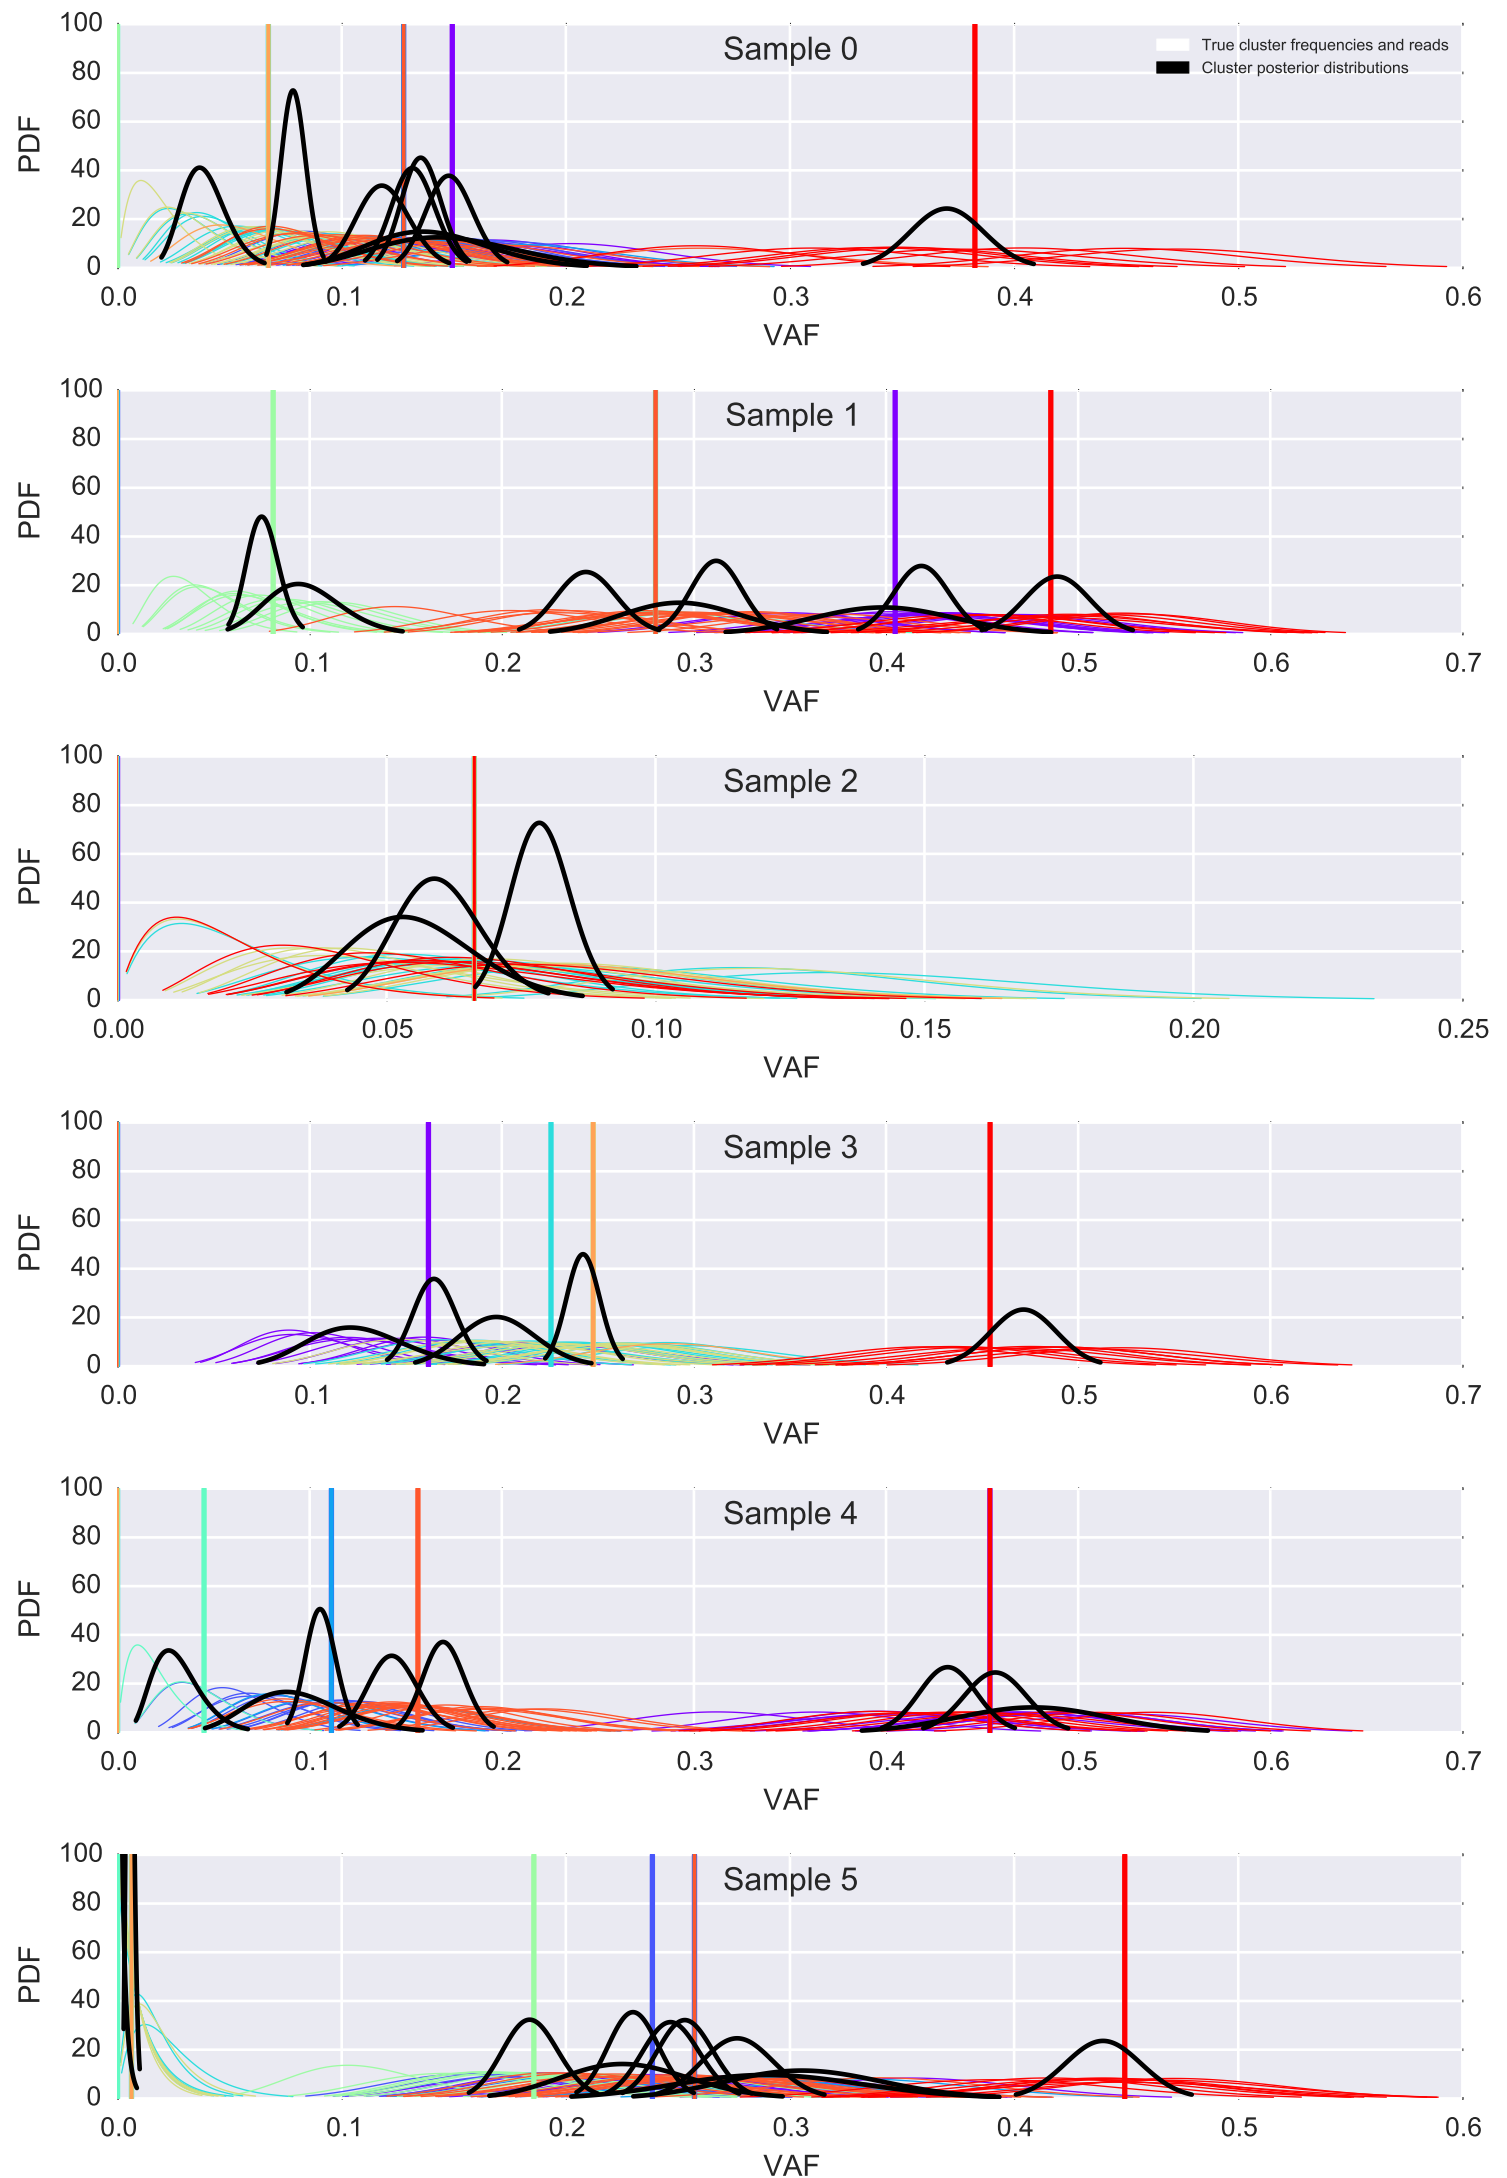 Sample 0
True cluster frequencies and reads
Cluster posterior distributions
PDF
100
80
60
40
20
0
0.0 0.1 0.2 0.3 0.4 0.5 0.6
VAF
Sample 1
PDF
100
80
60
40
20
0
0.0 0.1 0.2 0.3 0.4 0.5 0.6 0.7
VAF
Sample 2
PDF
100
80
60
40
20
0
0.00 0.05 0.10 0.15 0.20 0.25
VAF
Sample 3
PDF
100
80
60
40
20
0
0.0 0.1 0.2 0.3 0.4 0.5 0.6 0.7
VAF
Sample 4
PDF
100
80
60
40
20
0
0.0 0.1 0.2 0.3 0.4 0.5 0.6 0.7
VAF
Sample 5
PDF
100
80
60
40
20
0
0.0 0.1 0.2 0.3 0.4 0.5 0.6
VAF